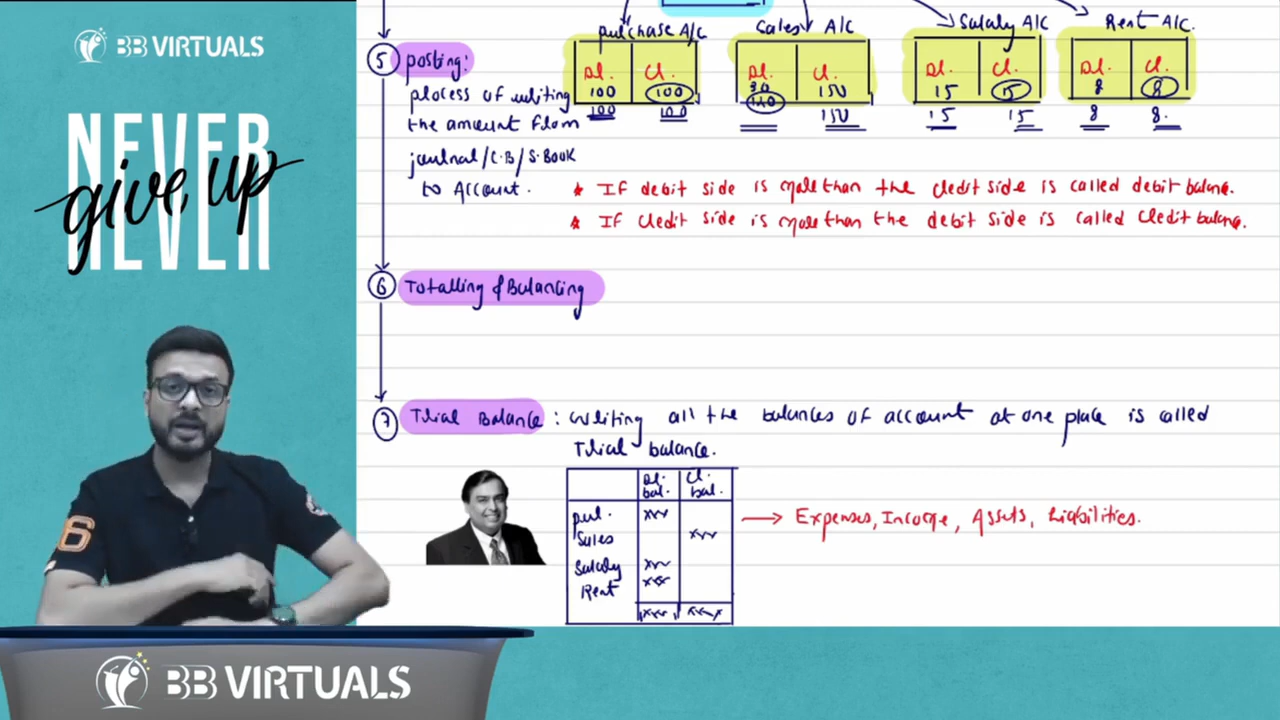 BB VIRTUALS
NEVER
give up
NEVER
purchase A/C Sales A/C Salary A/C Rent A/C.
5 posting:
Dr. Cr. Dr. Cr. Dr. Cr. Dr. Cr.
100 100 30 150 15 15 8 8
process of writing
100 100 120 150 15 15 8 8.
the amount from
journal/C.B/S.Book
to Account.
* If debit side is more than the credit side is called debit balance.
* If credit side is more than the debit side is called credit balance.
6 Totalling & Balancing
7 Trial Balance: writing all the balances of account at one place is called
Trial balance.
Dr. bal. Cr. bal.
pur. xxx
Sales xxx
Salary xxx
Rent xxx
xxx xxx
→ Expenses, Income, Assets, Liabilities.
6
BB VIRTUALS